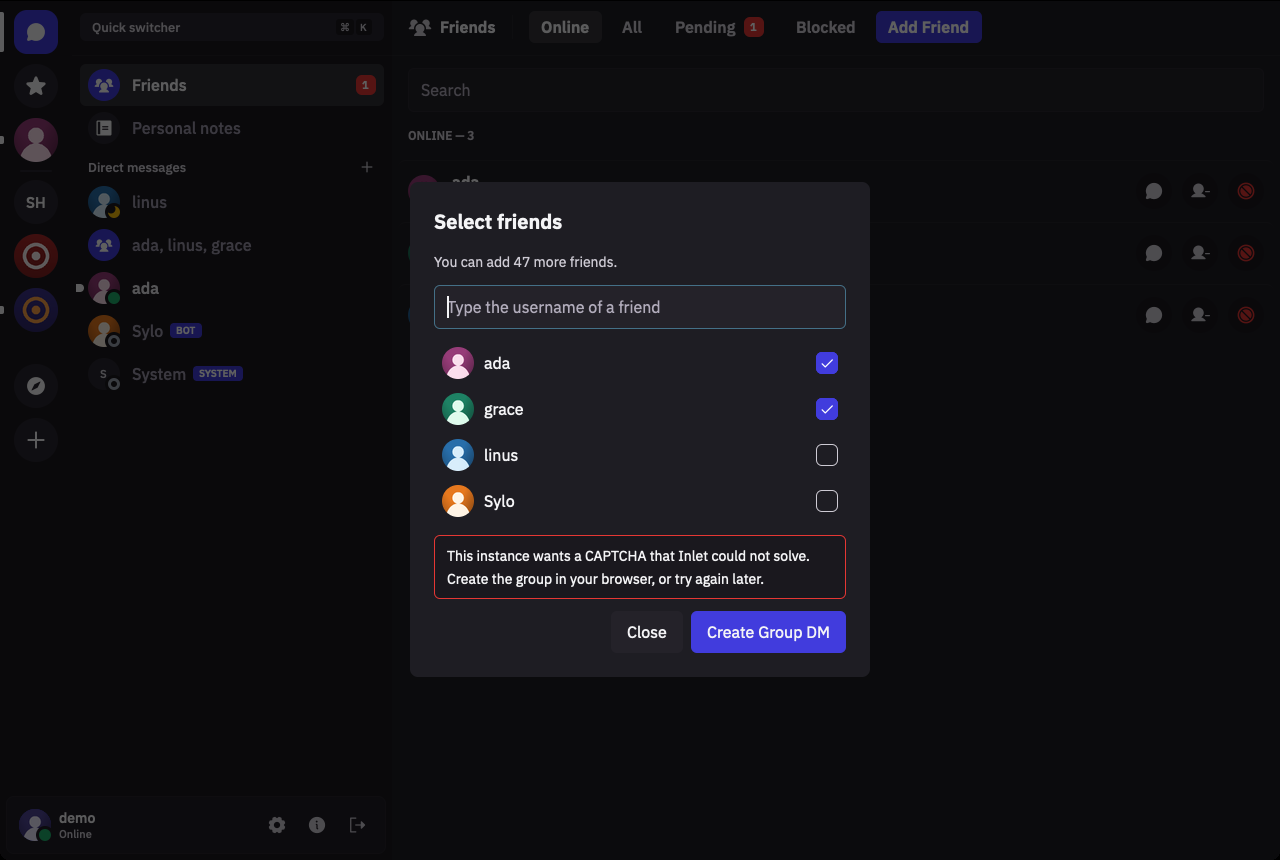 Quick switcher ⌘ K
Friends 1
Personal notes
Direct messages
linus
ada, linus, grace
ada
Sylo BOT
S System SYSTEM
SH
demo
Online
Friends Online All Pending 1 Blocked Add Friend
Search
ONLINE — 3
ada
Select friends
You can add 47 more friends.
Type the username of a friend
ada
grace
linus
Sylo
This instance wants a CAPTCHA that Inlet could not solve.
Create the group in your browser, or try again later.
Close Create Group DM